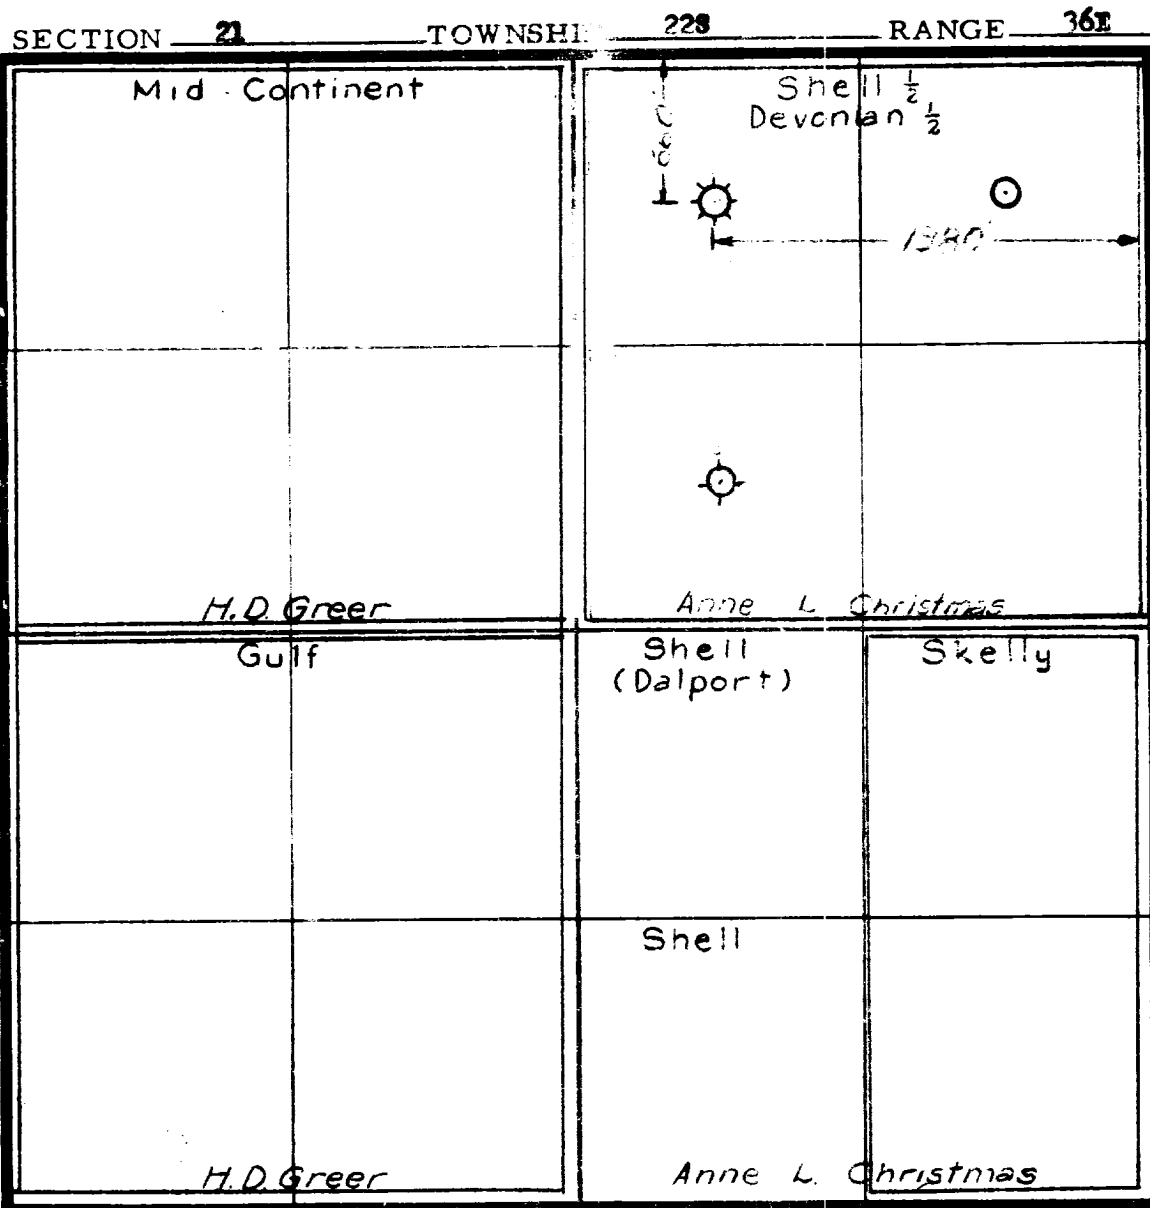 SECTION 21 TOWNSHI 22S RANGE 36E
Mid-Continent
Shell ½
Devonian ½
1980'
H.D. Greer
Anne L. Christmas
Gulf
Shell
(Dalport)
Skelly
Shell
H.D. Greer
Anne L. Christmas